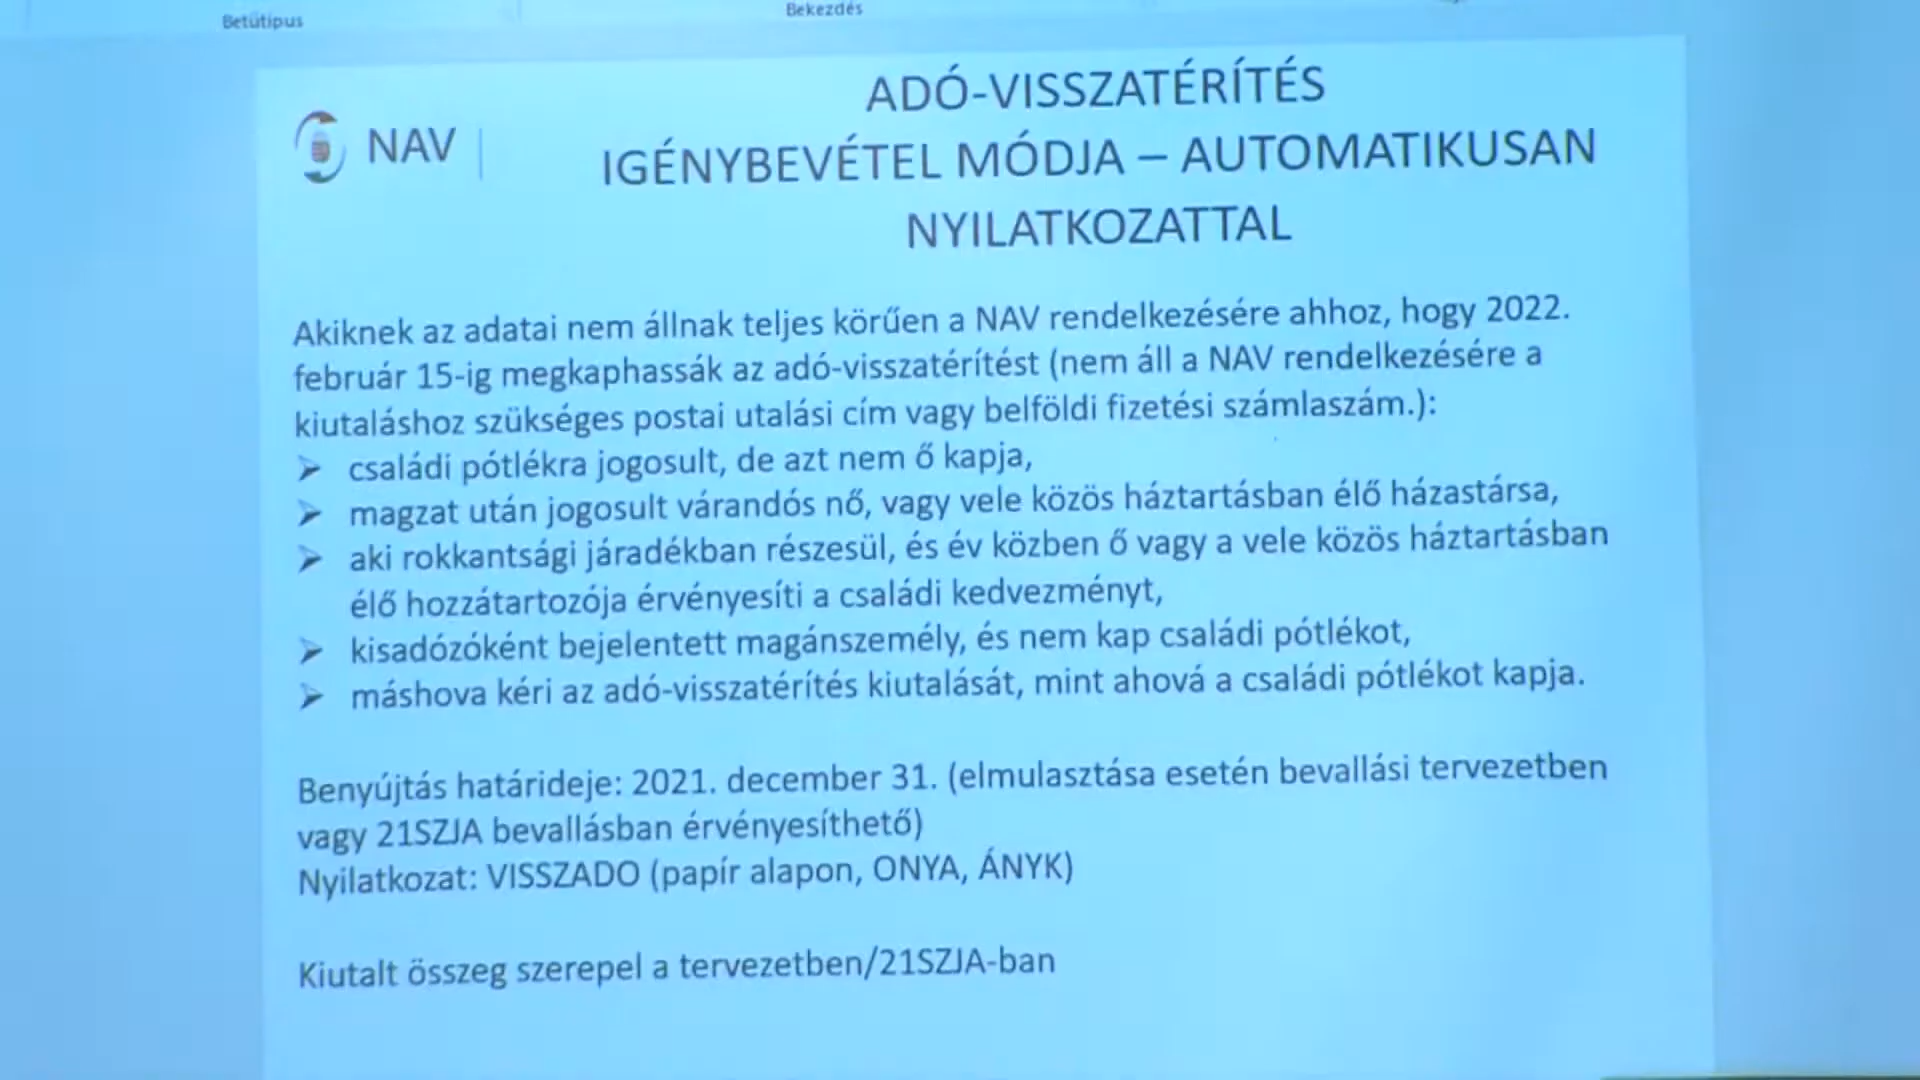 Betűtípus
Bekezdés
NAV
ADÓ-VISSZATÉRÍTÉS
IGÉNYBEVÉTEL MÓDJA – AUTOMATIKUSAN
NYILATKOZATTAL
Akiknek az adatai nem állnak teljes körűen a NAV rendelkezésére ahhoz, hogy 2022.
február 15-ig megkaphassák az adó-visszatérítést (nem áll a NAV rendelkezésére a
kiutaláshoz szükséges postai utalási cím vagy belföldi fizetési számlaszám.):
➢ családi pótlékra jogosult, de azt nem ő kapja,
➢ magzat után jogosult várandós nő, vagy vele közös háztartásban élő házastársa,
➢ aki rokkantsági járadékban részesül, és év közben ő vagy a vele közös háztartásban
élő hozzátartozója érvényesíti a családi kedvezményt,
➢ kisadózóként bejelentett magánszemély, és nem kap családi pótlékot,
➢ máshova kéri az adó-visszatérítés kiutalását, mint ahová a családi pótlékot kapja.
Benyújtás határideje: 2021. december 31. (elmulasztása esetén bevallási tervezetben
vagy 21SZJA bevallásban érvényesíthető)
Nyilatkozat: VISSZADO (papír alapon, ONYA, ÁNYK)
Kiutalt összeg szerepel a tervezetben/21SZJA-ban